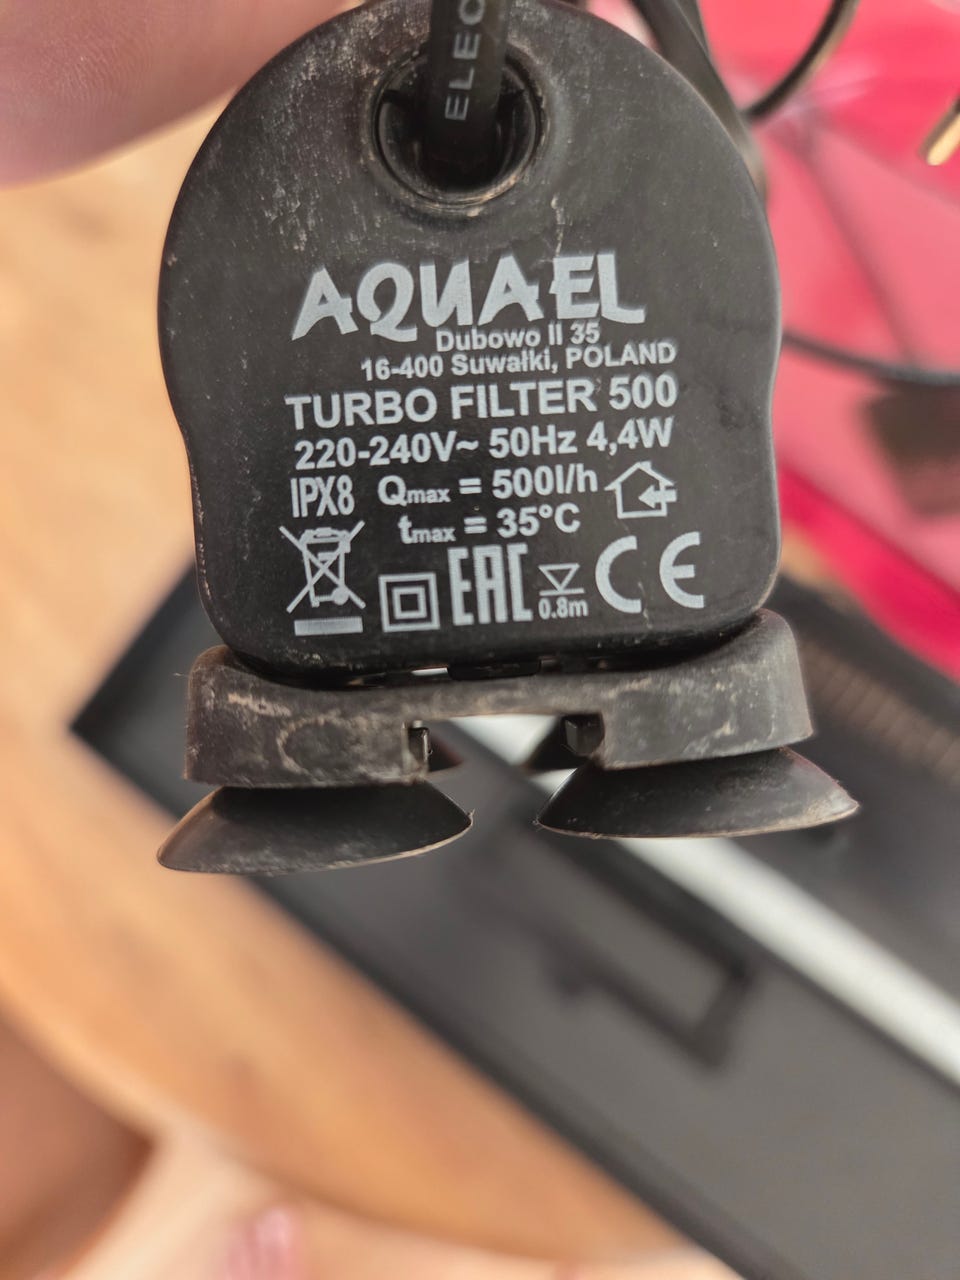 ELEC
AQUAEL
Dubowo II 35
16-400 Suwałki, POLAND
TURBO FILTER 500
220-240V~ 50Hz 4,4W
IPX8 Qmax = 500l/h
tmax = 35°C
EAC 0.8m CE